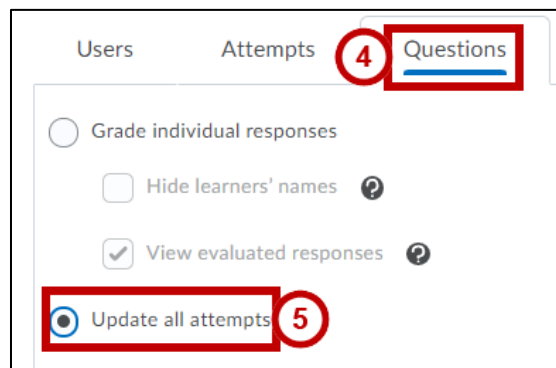 Users Attempts 4 Questions
Grade individual responses
Hide learners' names ?
View evaluated responses ?
Update all attempts 5